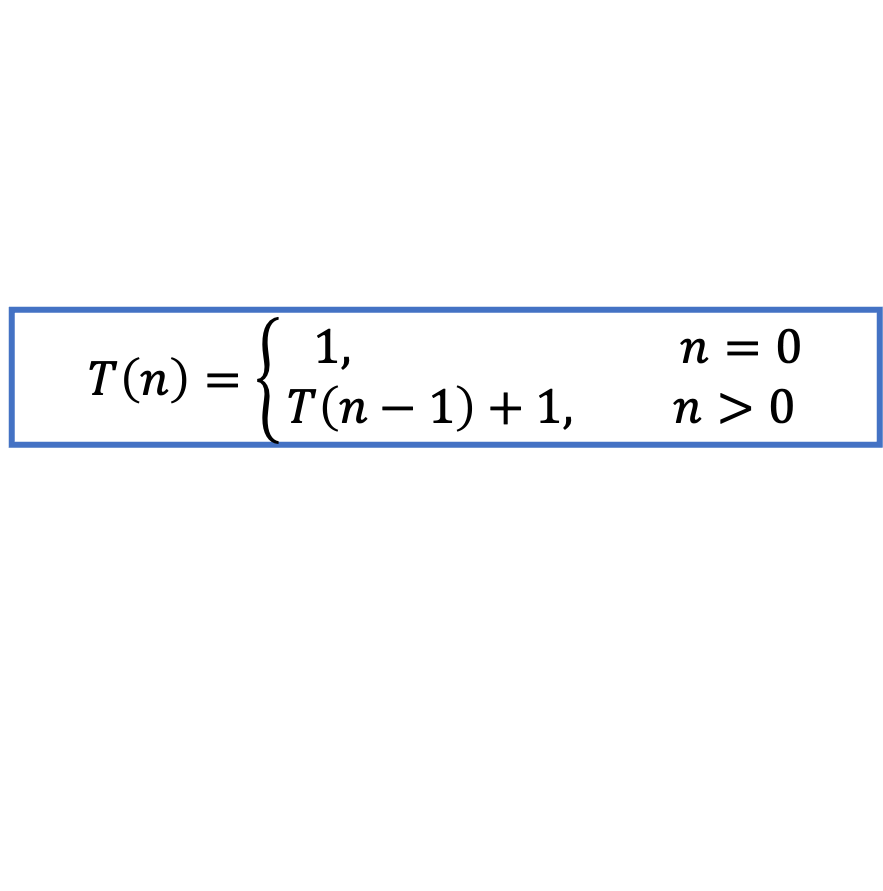 T(n) = { 1, n = 0
T(n − 1) + 1, n > 0